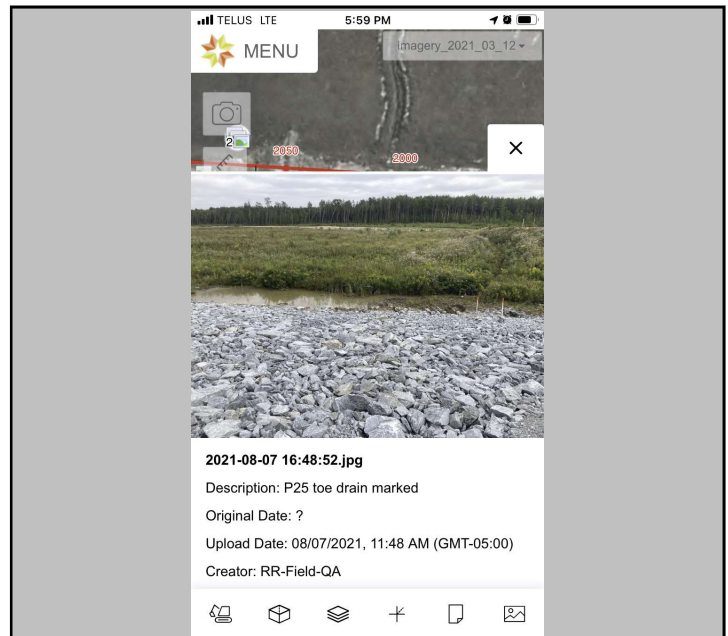 TELUS LTE 5:59 PM
MENU
Imagery_2021_03_12
2
2050
2000
2021-08-07 16:48:52.jpg
Description: P25 toe drain marked
Original Date: ?
Upload Date: 08/07/2021, 11:48 AM (GMT-05:00)
Creator: RR-Field-QA